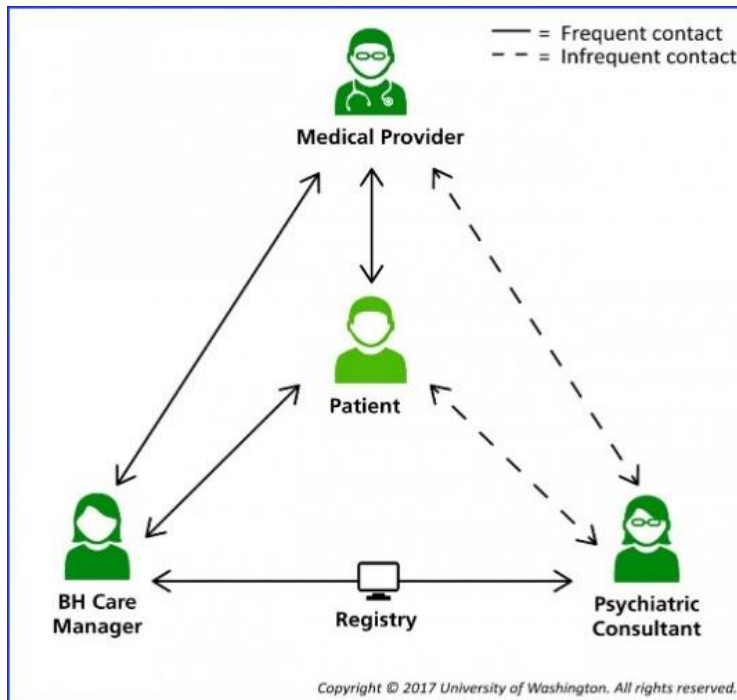 —— = Frequent contact
- - - = Infrequent contact
Medical Provider
Patient
BH Care
Manager
Registry
Psychiatric
Consultant
Copyright © 2017 University of Washington. All rights reserved.